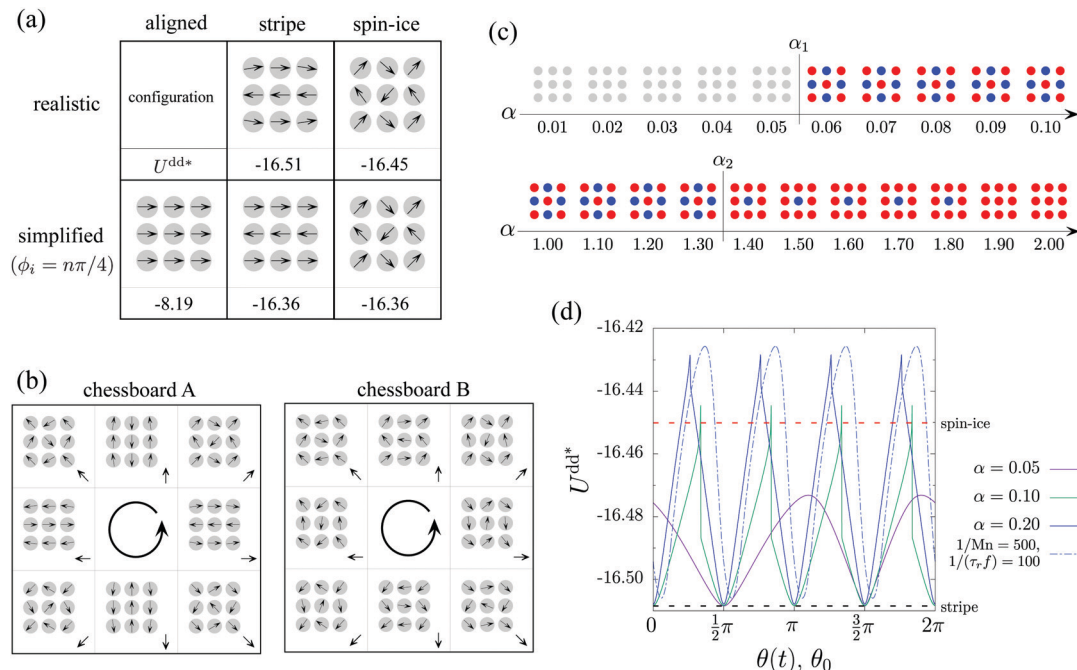 (a)
aligned stripe spin-ice
realistic
configuration
U^dd* -16.51 -16.45
simplified
(ϕ_i = nπ/4)
-8.19 -16.36 -16.36
(b)
chessboard A chessboard B
(c)
α₁
α 0.01 0.02 0.03 0.04 0.05 0.06 0.07 0.08 0.09 0.10
α₂
α 1.00 1.10 1.20 1.30 1.40 1.50 1.60 1.70 1.80 1.90 2.00
(d)
U^dd*
-16.42
-16.44
-16.46
-16.48
-16.50
spin-ice
stripe
α = 0.05
α = 0.10
α = 0.20
1/Mn = 500,
1/(τ_r f) = 100
0 1/2π π 3/2π 2π
θ(t), θ₀